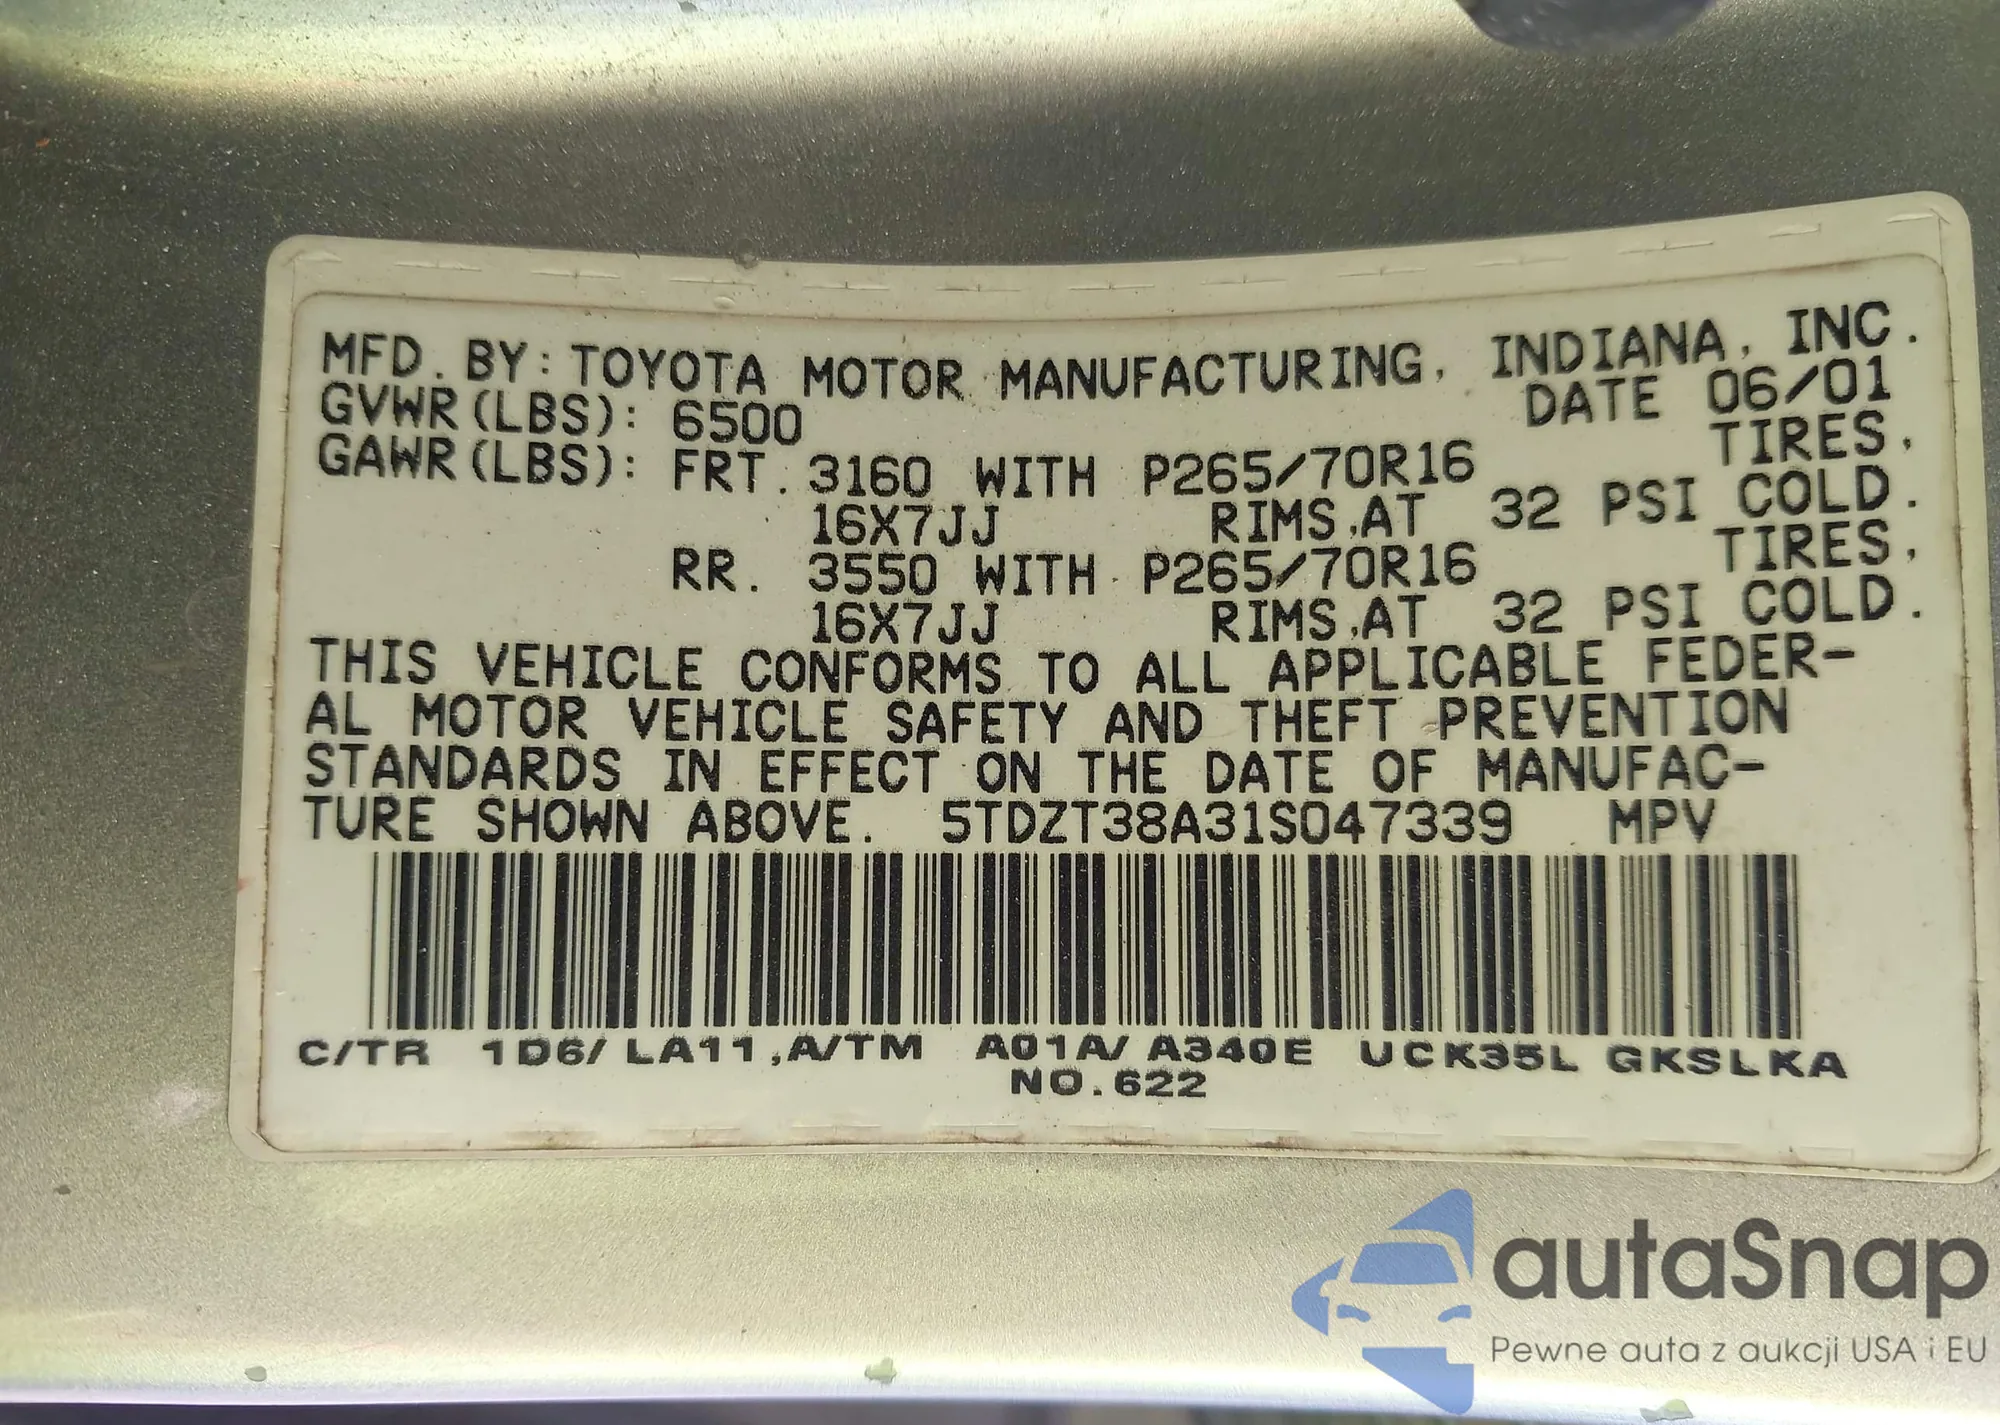 MFD. BY: TOYOTA MOTOR MANUFACTURING, INDIANA, INC.
GVWR(LBS): 6500 DATE 06/01
GAWR(LBS): FRT. 3160 WITH P265/70R16 TIRES,
16X7JJ RIMS,AT 32 PSI COLD.
RR. 3550 WITH P265/70R16 TIRES,
16X7JJ RIMS,AT 32 PSI COLD.
THIS VEHICLE CONFORMS TO ALL APPLICABLE FEDER-
AL MOTOR VEHICLE SAFETY AND THEFT PREVENTION
STANDARDS IN EFFECT ON THE DATE OF MANUFAC-
TURE SHOWN ABOVE. 5TDZT38A31S047339 MPV
C/TR 1D6/LA11,A/TM A01A/A340E UCK35L GKSLKA
NO.622
autaSnap
Pewne auta z aukcji USA i EU